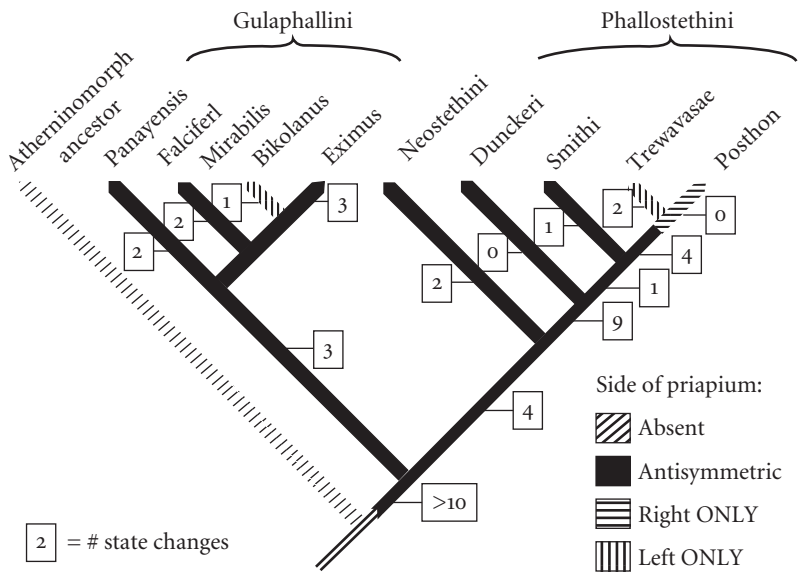 Gulaphallini
Phallostethini
Atherninomorph
ancestor
Panayensis
Falciferl
Mirabilis
Bikolanus
Eximus
Neostethini
Dunckeri
Smithi
Trewavasae
Posthon
2
2
1
3
2
0
1
2
0
4
1
9
3
4
>10
Side of priapium:
Absent
Antisymmetric
Right ONLY
Left ONLY
2 = # state changes